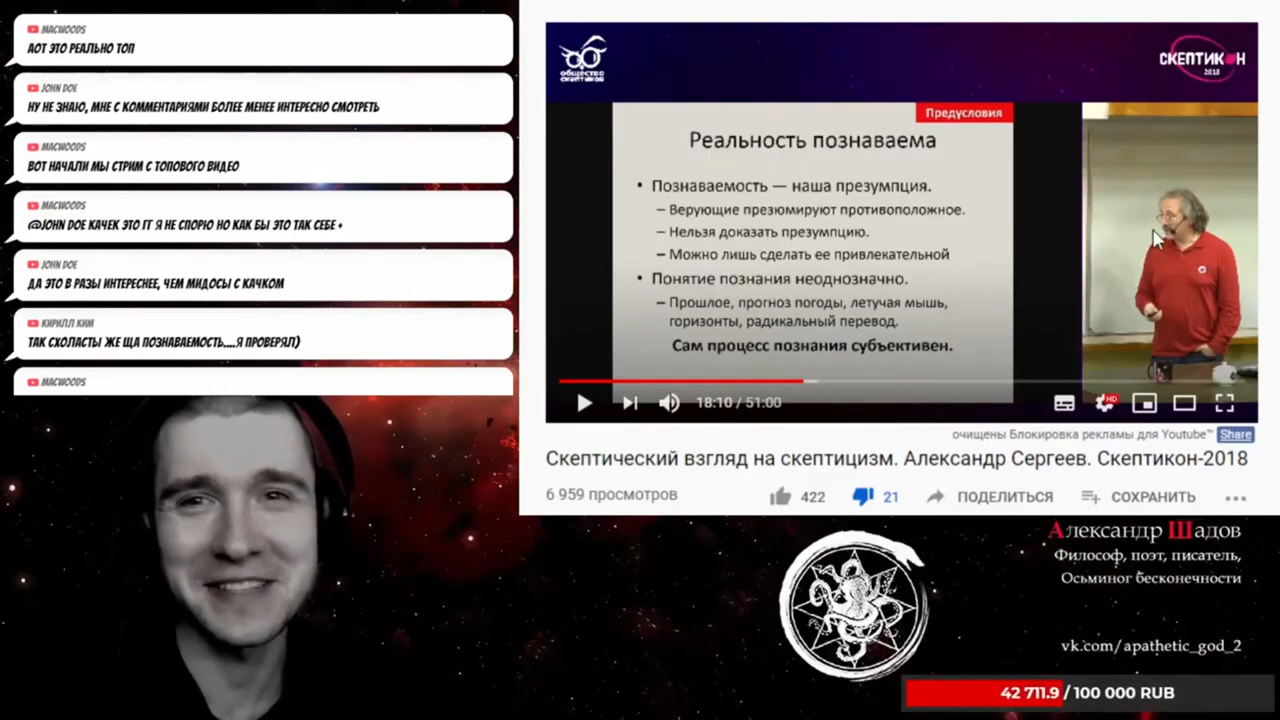 MACWOODS
АОТ ЭТО РЕАЛЬНО ТОП
JOHN DOE
НУ НЕ ЗНАЮ, МНЕ С КОММЕНТАРИЯМИ БОЛЕЕ МЕНЕЕ ИНТЕРЕСНО СМОТРЕТЬ
MACWOODS
ВОТ НАЧАЛИ МЫ СТРИМ С ТОПОВОГО ВИДЕО
MACWOODS
@JOHN DOE КАЧЕК ЭТО ГГ Я НЕ СПОРЮ НО КАК БЫ ЭТО ТАК СЕБЕ +
JOHN DOE
ДА ЭТО В РАЗЫ ИНТЕРЕСНЕЕ, ЧЕМ МИДОСЫ С КАЧКОМ
КИРИЛЛ КИМ
ТАК СХОЛАСТЫ ЖЕ ЩА ПОЗНАВАЕМОСТЬ....Я ПРОВЕРЯЛ)
MACWOODS
общество
скептиков
СКЕПТИКОН
2018
Предусловия
Реальность познаваема
• Познаваемость — наша презумпция.
– Верующие презюмируют противоположное.
– Нельзя доказать презумпцию.
– Можно лишь сделать ее привлекательной
• Понятие познания неоднозначно.
– Прошлое, прогноз погоды, летучая мышь,
горизонты, радикальный перевод.
Сам процесс познания субъективен.
18:10 / 51:00
HD
очищены Блокировка рекламы для Youtube™ Share
Скептический взгляд на скептицизм. Александр Сергеев. Скептикон-2018
6 959 просмотров 422 21 ПОДЕЛИТЬСЯ СОХРАНИТЬ
Александр Шадов
Философ, поэт, писатель,
Осьминог бесконечности
vk.com/apathetic_god_2
42 711.9 / 100 000 RUB